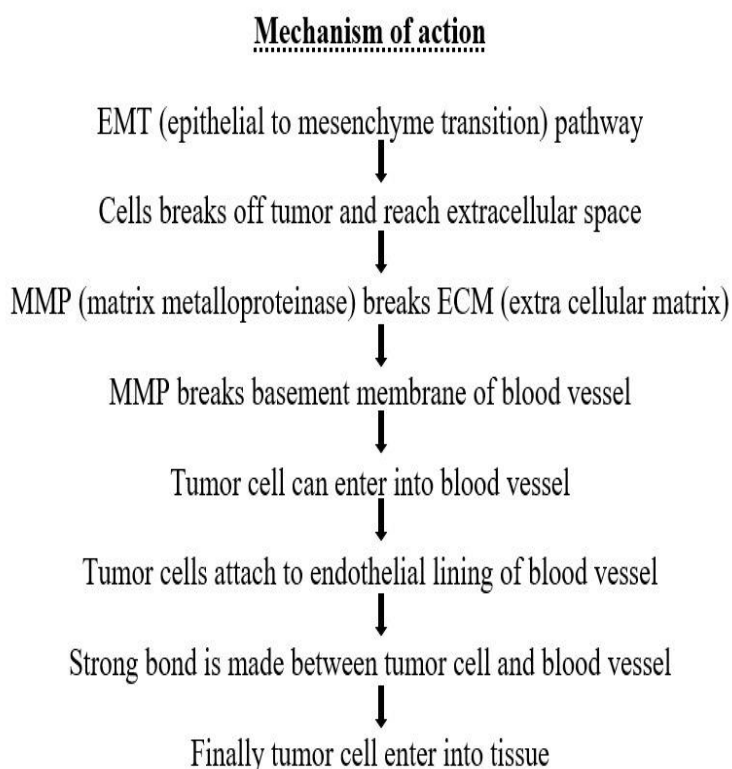 Mechanism of action
EMT (epithelial to mesenchyme transition) pathway
Cells breaks off tumor and reach extracellular space
MMP (matrix metalloproteinase) breaks ECM (extra cellular matrix)
MMP breaks basement membrane of blood vessel
Tumor cell can enter into blood vessel
Tumor cells attach to endothelial lining of blood vessel
Strong bond is made between tumor cell and blood vessel
Finally tumor cell enter into tissue